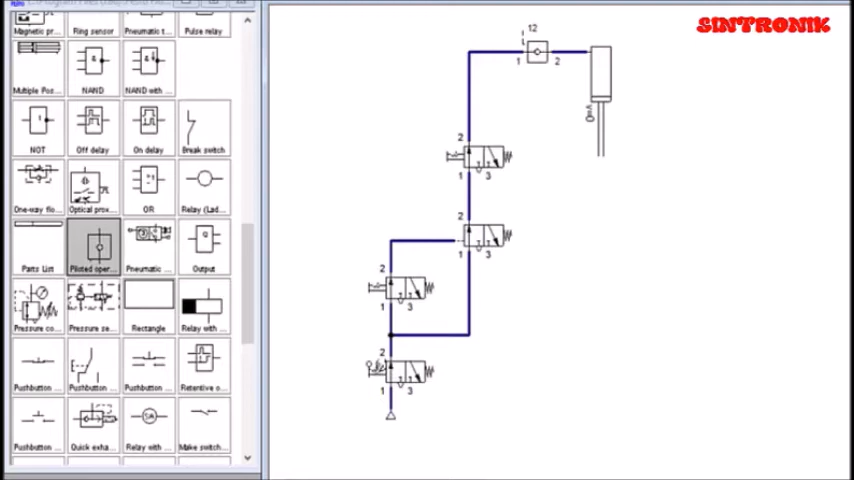 SINTRONIK
Magnetic pr...
Ring sensor
Pneumatic t...
Pulse relay
Multiple Pos...
NAND
NAND with ...
NOT
Off delay
On delay
Break switch
One-way flo...
Optical prox...
OR
Relay (Lad...
Parts List
Piloted oper...
Pneumatic ...
Output
Pressure co...
Pressure se...
Rectangle
Relay with ...
Pushbutton ...
Pushbutton ...
Pushbutton ...
Retentive o...
Pushbutton ...
Quick exha...
Relay with ...
Make switch...
12
1
2
2
1
3
2
1
3
2
1
3
2
1
3